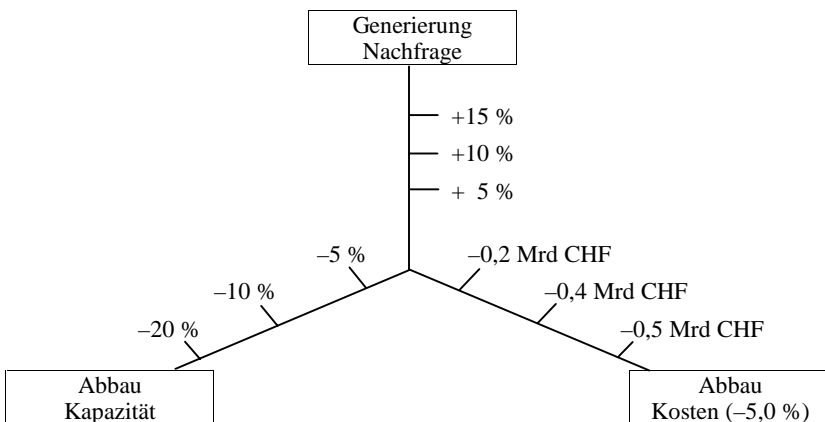 Generierung
Nachfrage
+15 %
+10 %
+ 5 %
–5 %
–0,2 Mrd CHF
–10 %
–0,4 Mrd CHF
–20 %
–0,5 Mrd CHF
Abbau
Kapazität
Abbau
Kosten (–5,0 %)